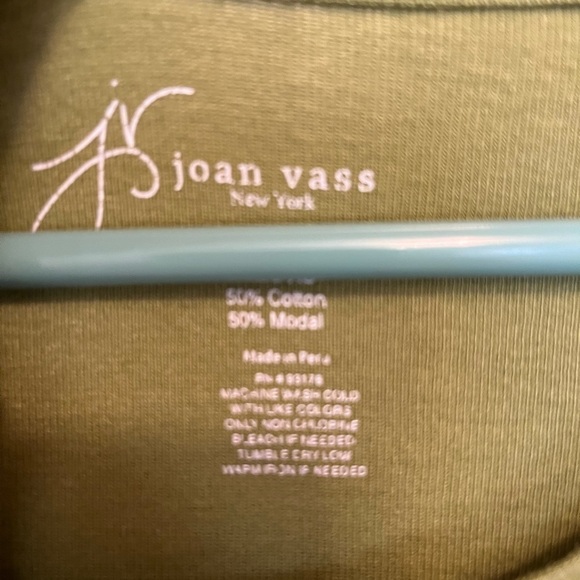 jv
joan vass
New York
50% Cotton
50% Modal
Made in Peru
MACHINE WASH COLD
WITH LIKE COLORS
ONLY NON CHLORINE
BLEACH IF NEEDED
TUMBLE DRY LOW
WARM IRON IF NEEDED